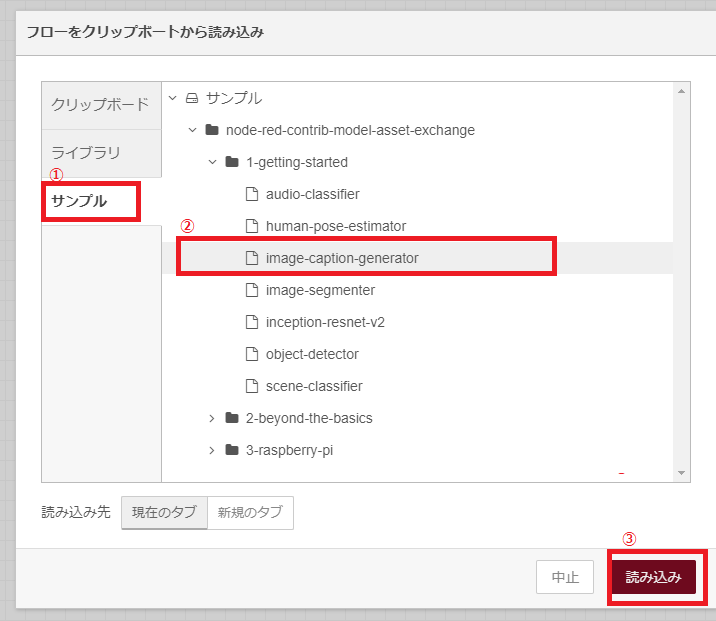 フローをクリップボードから読み込み
クリップボード
ライブラリ
①
サンプル
サンプル
node-red-contrib-model-asset-exchange
1-getting-started
audio-classifier
②
human-pose-estimator
image-caption-generator
image-segmenter
inception-resnet-v2
object-detector
scene-classifier
2-beyond-the-basics
3-raspberry-pi
読み込み先
現在のタブ
新規のタブ
③
中止
読み込み